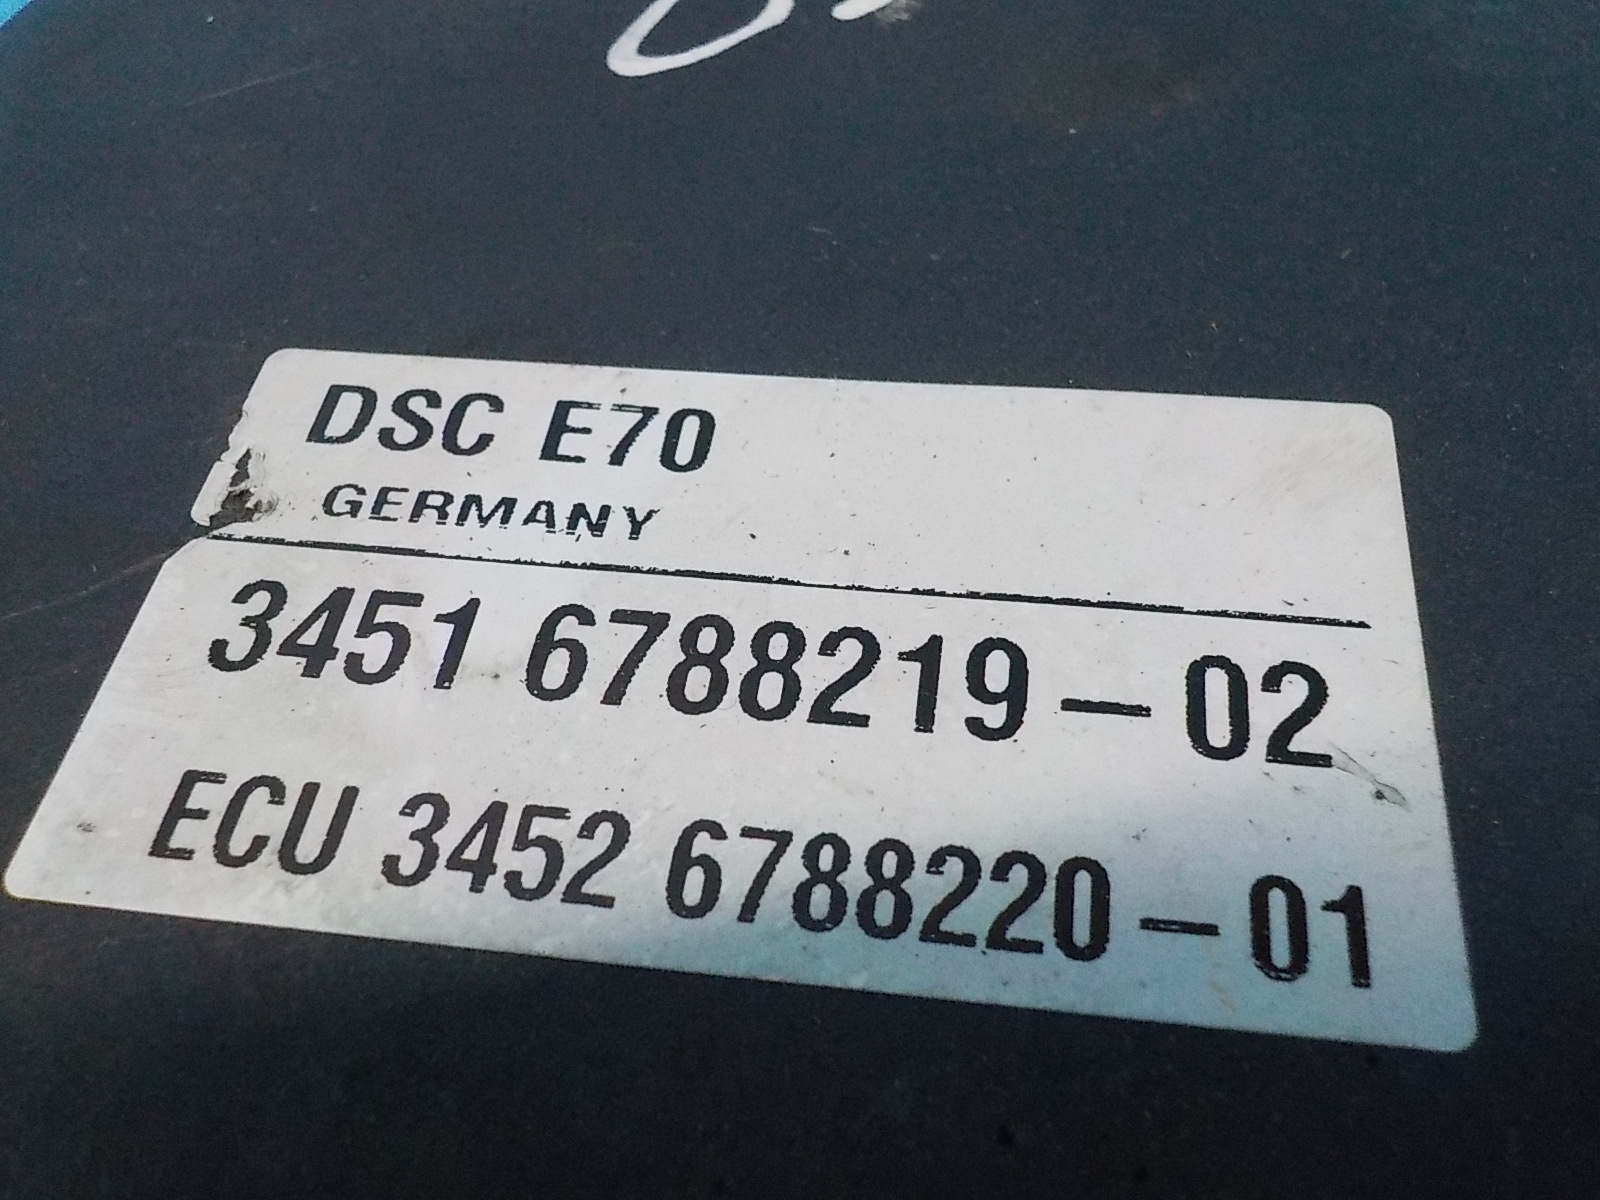 DSC E70
GERMANY
3451 6788219-02
ECU 3452 6788220-01